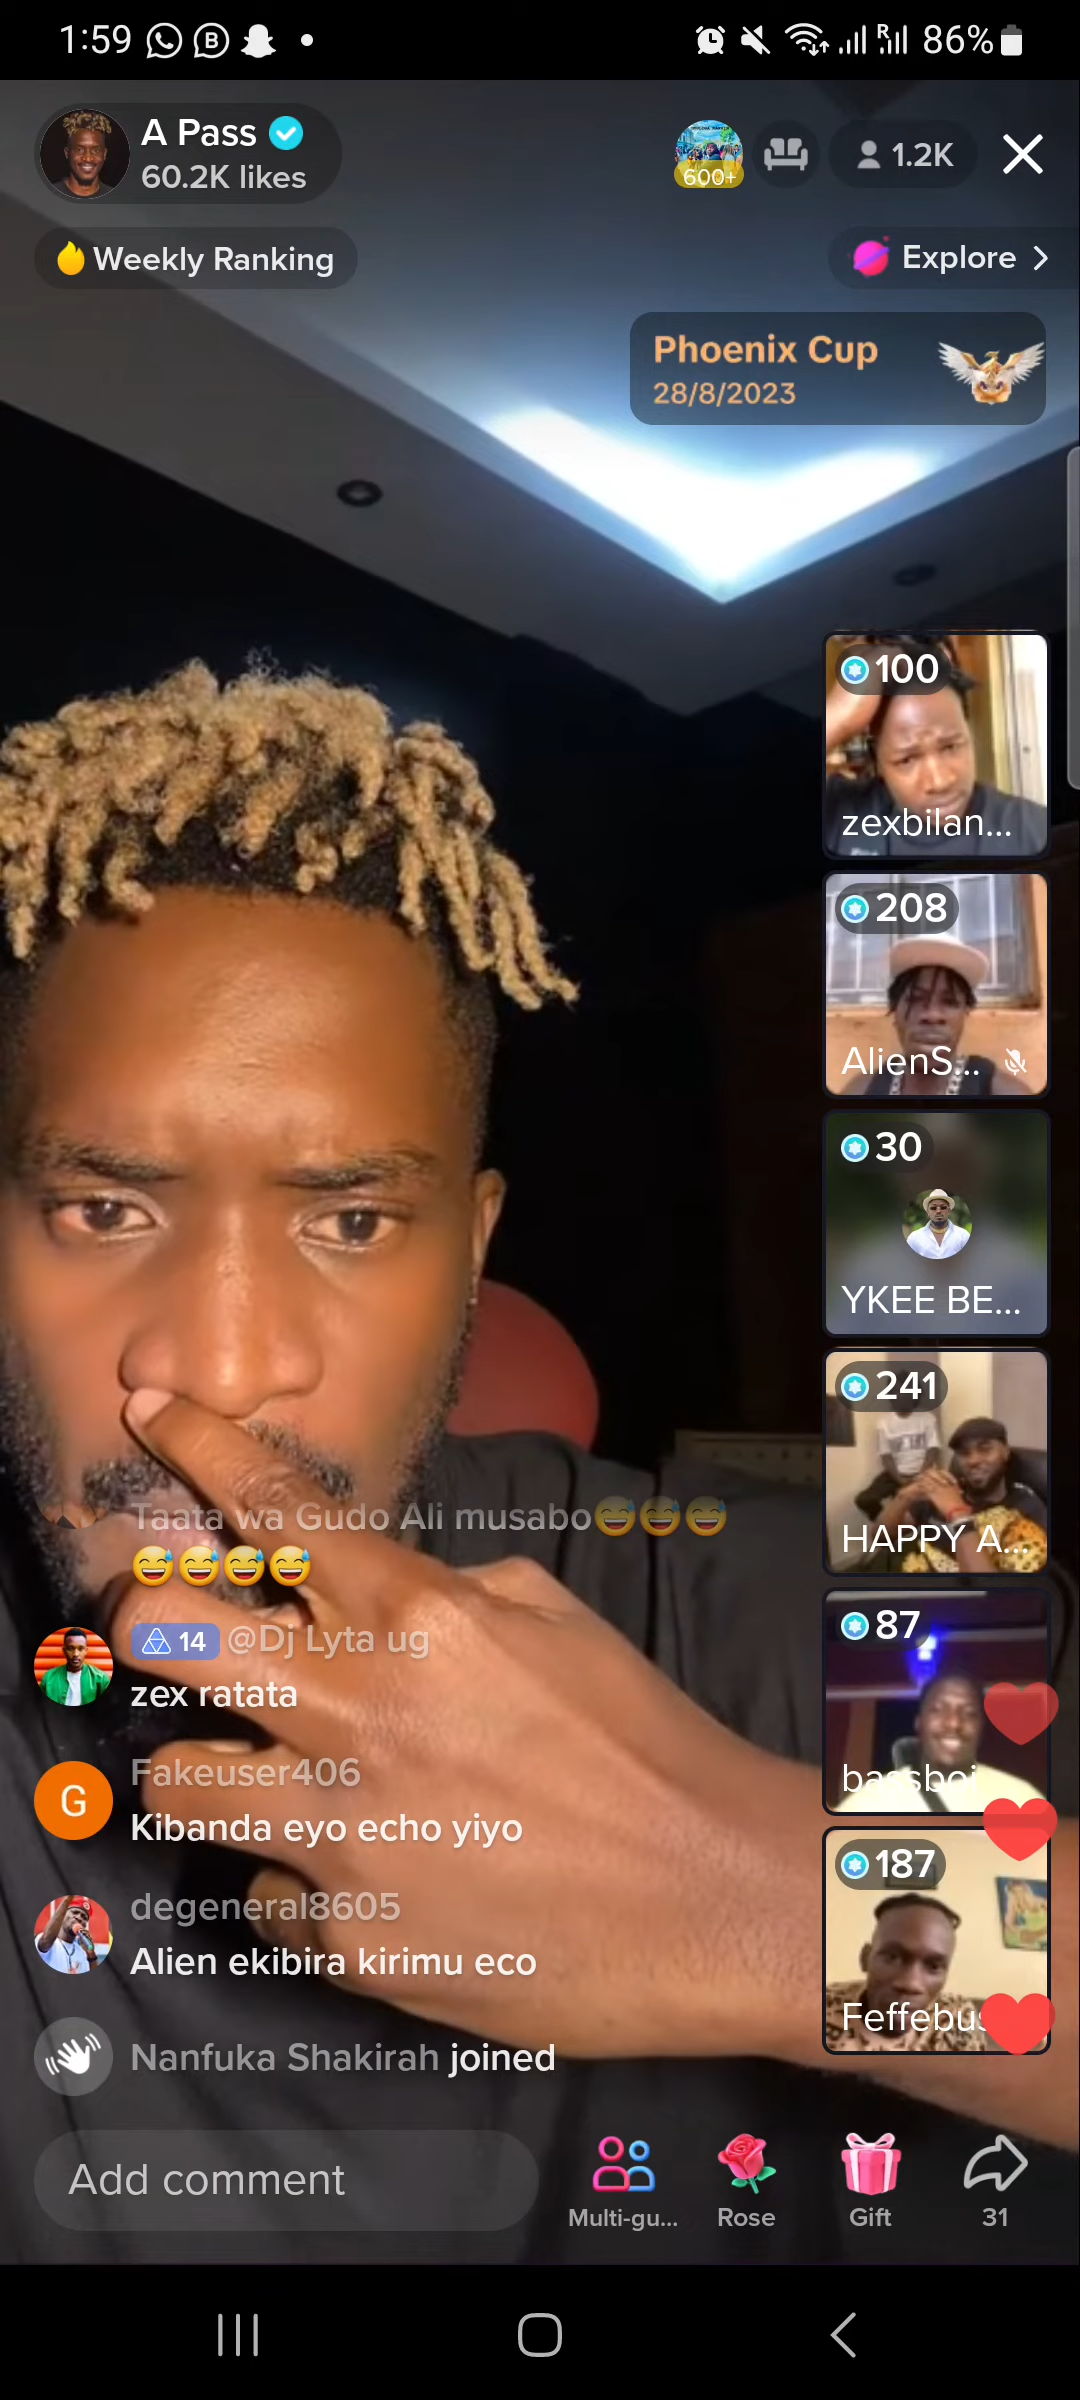 1:59
86%
A Pass
60.2K likes
600+
1.2K
Weekly Ranking
Explore
Phoenix Cup
28/8/2023
100
zexbilan...
208
AlienS...
30
YKEE BE...
241
HAPPY A...
87
bassboi
187
Feffebus
Taata wa Gudo Ali musabo😅😅😅
😅😅😅😅
14 @Dj Lyta ug
zex ratata
G
Fakeuser406
Kibanda eyo echo yiyo
degeneral8605
Alien ekibira kirimu eco
Nanfuka Shakirah joined
Add comment
Multi-gu...
Rose
Gift
31